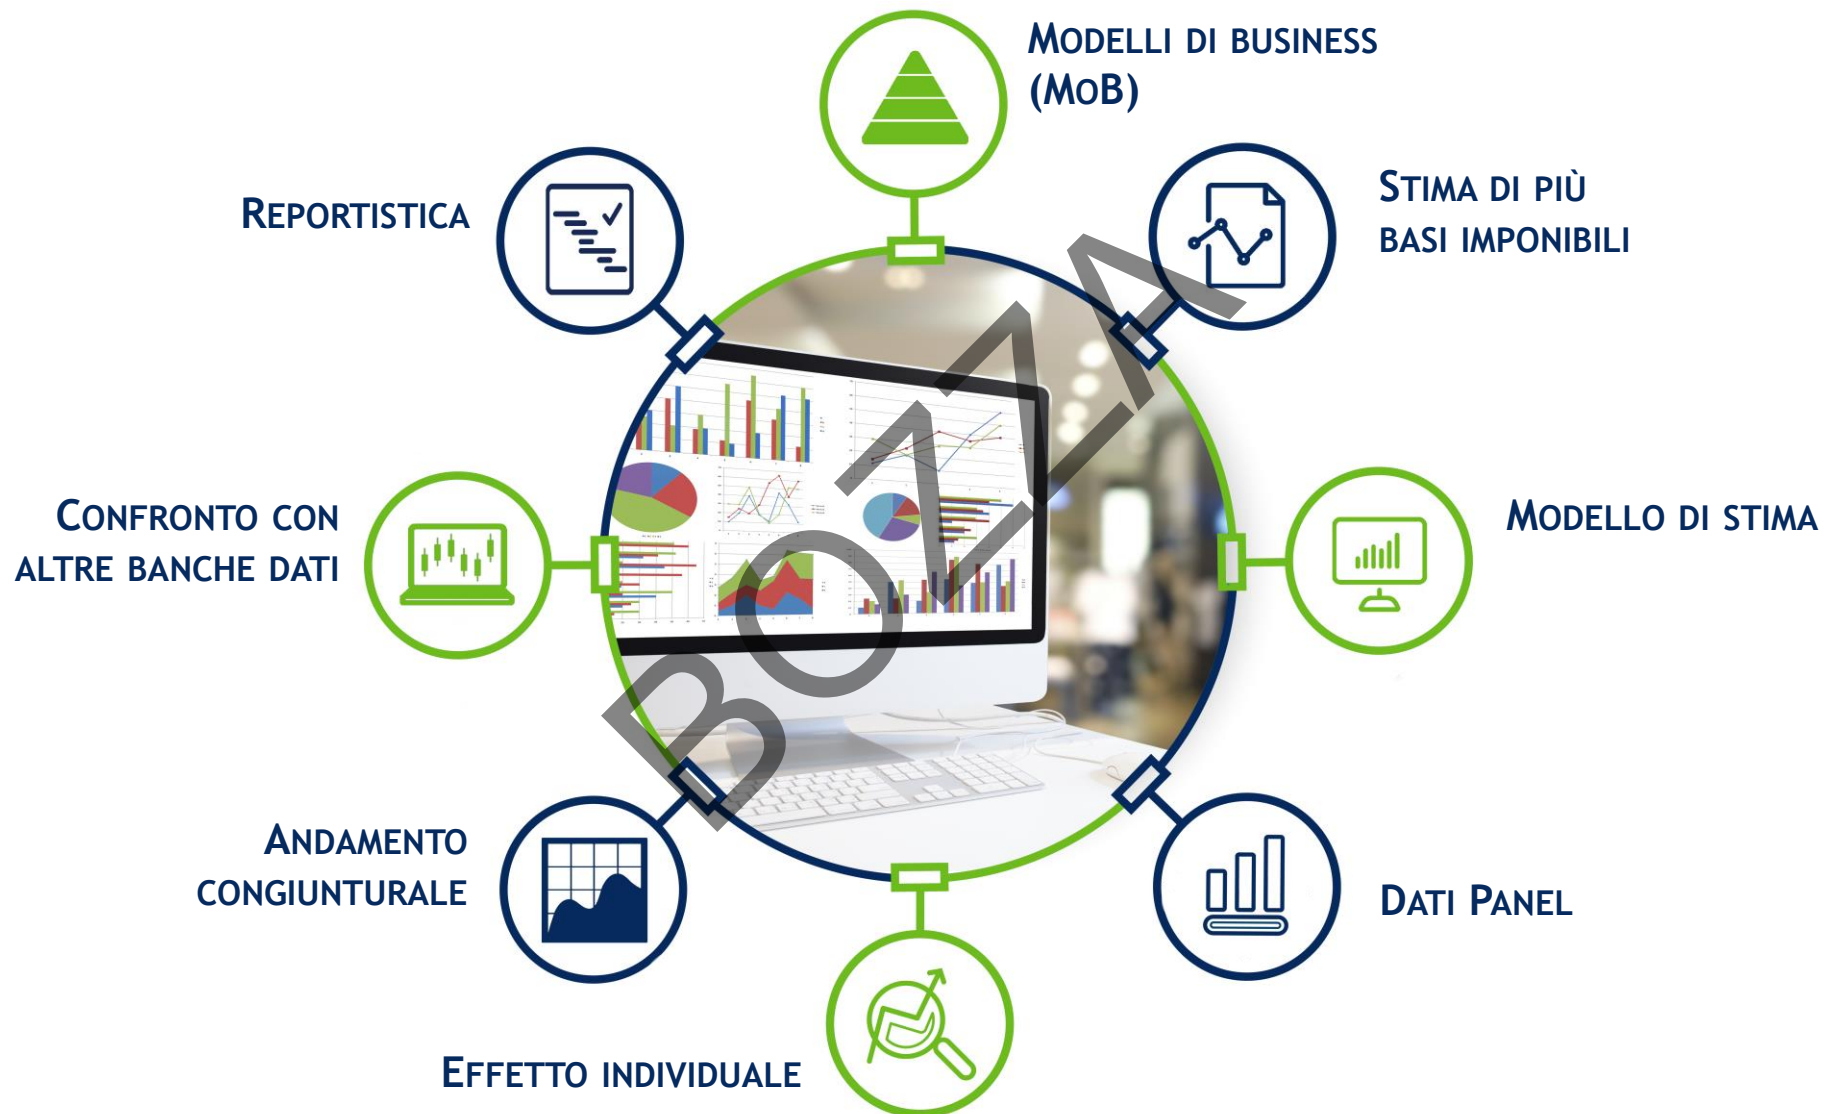 MODELLI DI BUSINESS
(MOB)
STIMA DI PIÙ
BASI IMPONIBILI
REPORTISTICA
CONFRONTO CON
ALTRE BANCHE DATI
MODELLO DI STIMA
ANDAMENTO
CONGIUNTURALE
DATI PANEL
EFFETTO INDIVIDUALE
BOZZA